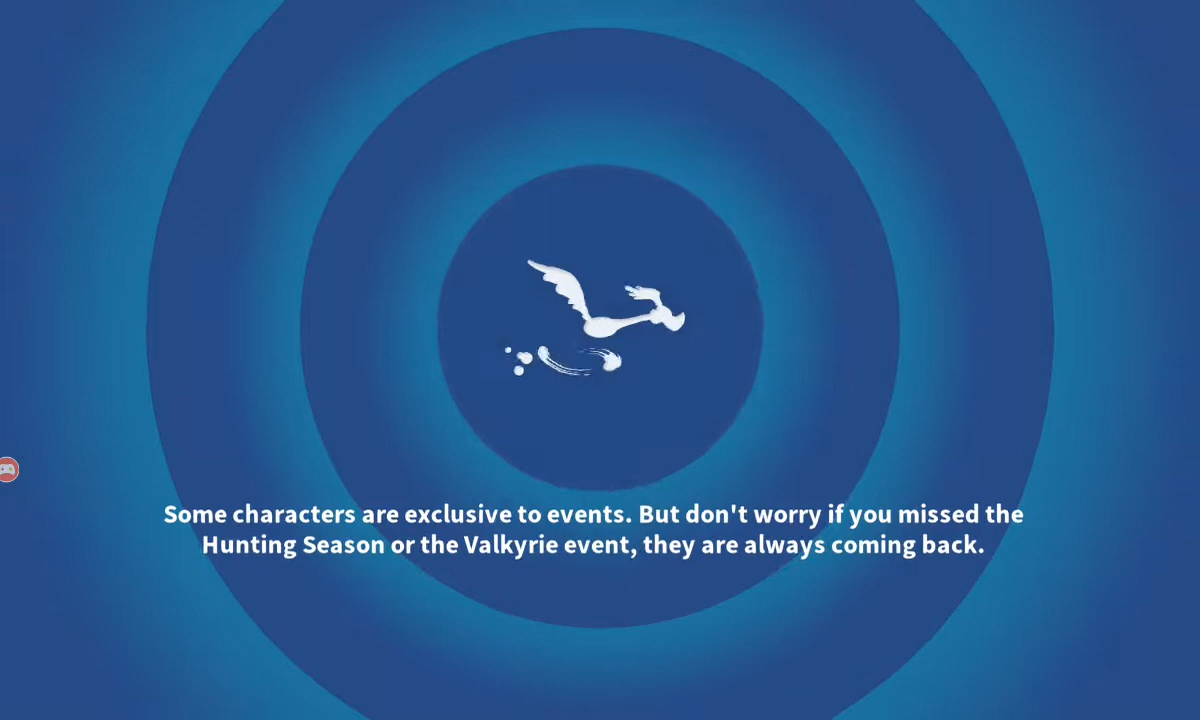 Some characters are exclusive to events. But don't worry if you missed the
Hunting Season or the Valkyrie event, they are always coming back.